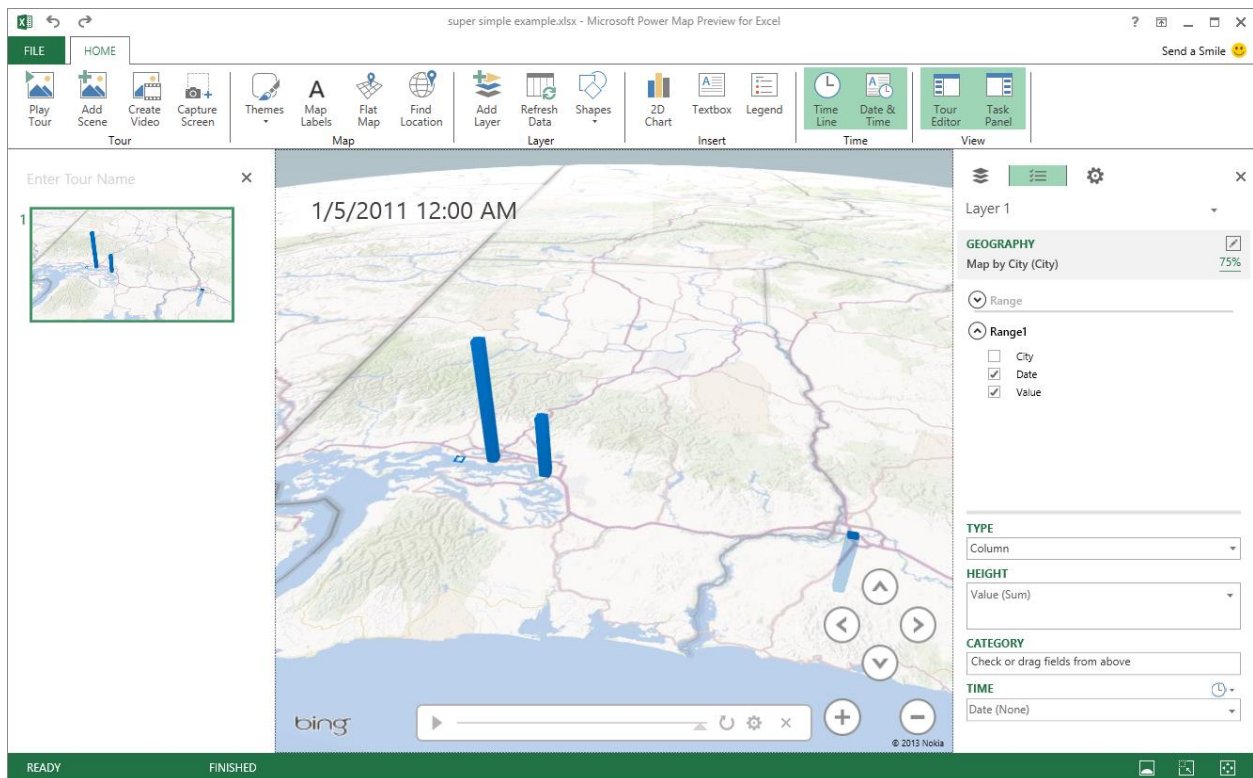 super simple example.xlsx - Microsoft Power Map Preview for Excel
?
FILE
HOME
Send a Smile
Play Tour
Add Scene
Create Video
Capture Screen
Tour
Themes
Map Labels
Flat Map
Find Location
Map
Add Layer
Refresh Data
Shapes
Layer
2D Chart
Textbox
Legend
Insert
Time Line
Date & Time
Time
Tour Editor
Task Panel
View
Enter Tour Name
1
1/5/2011 12:00 AM
bing
© 2013 Nokia
Layer 1
GEOGRAPHY
Map by City (City)
75%
Range
Range1
City
Date
Value
TYPE
Column
HEIGHT
Value (Sum)
CATEGORY
Check or drag fields from above
TIME
Date (None)
READY
FINISHED